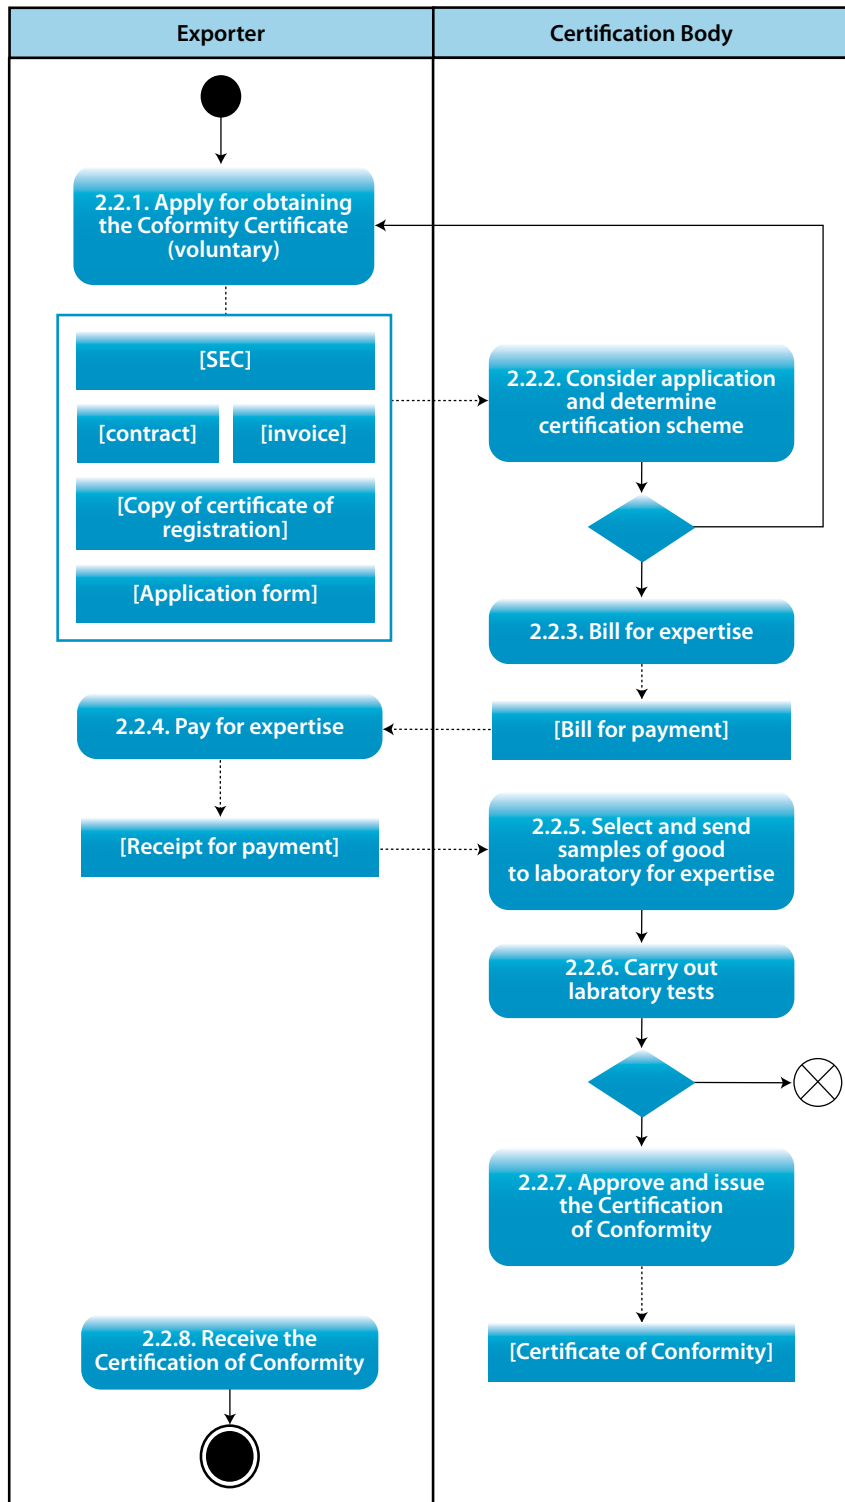 Exporter
Certification Body
2.2.1. Apply for obtaining
the Coformity Certificate
(voluntary)
[SEC]
[contract]
[invoice]
[Copy of certificate of
registration]
[Application form]
2.2.2. Consider application
and determine
certification scheme
2.2.3. Bill for expertise
[Bill for payment]
2.2.4. Pay for expertise
[Receipt for payment]
2.2.5. Select and send
samples of good
to laboratory for expertise
2.2.6. Carry out
labratory tests
2.2.7. Approve and issue
the Certification
of Conformity
[Certificate of Conformity]
2.2.8. Receive the
Certification of Conformity